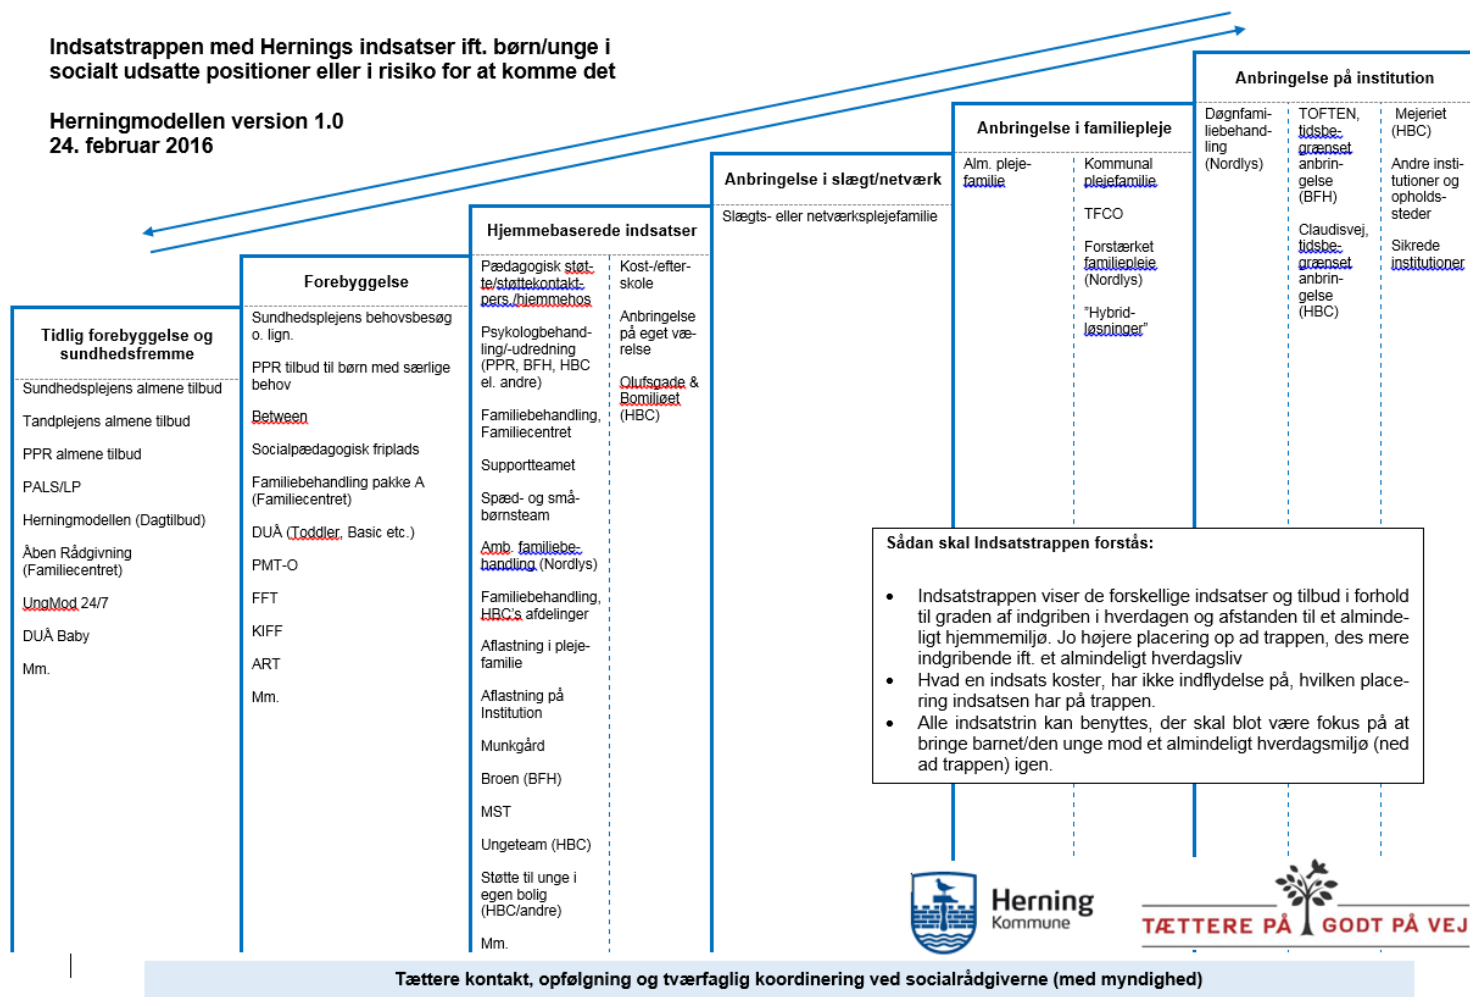 Indsatstrappen med Hernings indsatser ift. børn/unge i
socialt udsatte positioner eller i risiko for at komme det
Herningmodellen version 1.0
24. februar 2016
Tidlig forebyggelse og
sundhedsfremme
Sundhedsplejens almene tilbud
Tandplejens almene tilbud
PPR almene tilbud
PALS/LP
Herningmodellen (Dagtilbud)
Åben Rådgivning
(Familiecentret)
UngMod 24/7
DUÅ Baby
Mm.
Forebyggelse
Sundhedsplejens behovsbesøg
o. lign.
PPR tilbud til børn med særlige
behov
Between
Socialpædagogisk friplads
Familiebehandling pakke A
(Familiecentret)
DUÅ (Toddler, Basic etc.)
PMT-O
FFT
KIFF
ART
Mm.
Hjemmebaserede indsatser
Pædagogisk støt-
te/støttekontakt-
pers./hjemmehos
Psykologbehand-
ling/-udredning
(PPR, BFH, HBC
el. andre)
Familiebehandling,
Familiecentret
Supportteamet
Spæd- og små-
børnsteam
Amb. familiebe-
handling (Nordlys)
Familiebehandling,
HBC's afdelinger
Aflastning i pleje-
familie
Aflastning på
Institution
Munkgård
Broen (BFH)
MST
Ungeteam (HBC)
Støtte til unge i
egen bolig
(HBC/andre)
Mm.
Kost-/efter-
skole
Anbringelse
på eget væ-
relse
Olufsgade &
Bomiljøet
(HBC)
Anbringelse i slægt/netværk
Slægts- eller netværksplejefamilie
Anbringelse i familiepleje
Alm. pleje-
familie
Kommunal
plejefamilie
TFCO
Forstærket
familiepleje
(Nordlys)
"Hybrid-
løsninger"
Anbringelse på institution
Døgnfami-
liebehand-
ling
(Nordlys)
TOFTEN,
tidsbe-
grænset
anbrin-
gelse
(BFH)
Claudisvej,
tidsbe-
grænset
anbrin-
gelse
(HBC)
Mejeriet
(HBC)
Andre insti-
tutioner og
opholds-
steder
Sikrede
institutioner
Sådan skal Indsatstrappen forstås:
• Indsatstrappen viser de forskellige indsatser og tilbud i forhold
til graden af indgriben i hverdagen og afstanden til et alminde-
ligt hjemmemiljø. Jo højere placering op ad trappen, des mere
indgribende ift. et almindeligt hverdagsliv
• Hvad en indsats koster, har ikke indflydelse på, hvilken place-
ring indsatsen har på trappen.
• Alle indsatstrin kan benyttes, der skal blot være fokus på at
bringe barnet/den unge mod et almindeligt hverdagsmiljø (ned
ad trappen) igen.
Herning
Kommune
TÆTTERE PÅ GODT PÅ VEJ
Tættere kontakt, opfølgning og tværfaglig koordinering ved socialrådgiverne (med myndighed)